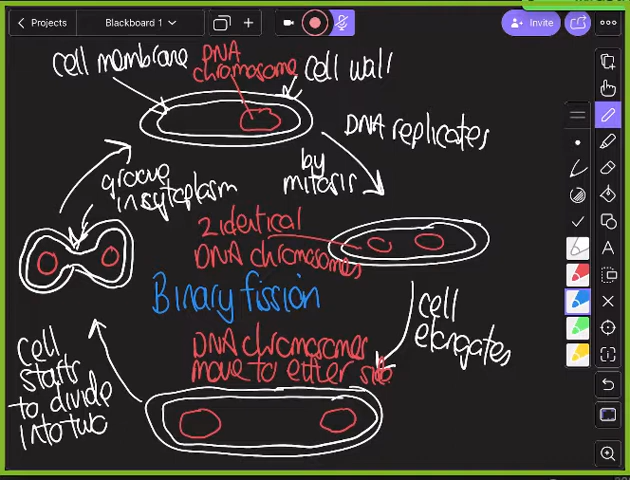 Projects
Blackboard 1
Invite
cell membrane
DNA
chromosome
cell wall
DNA replicates
by
mitosis
groove
in cytoplasm
2 identical
DNA chromosomes
Binary fission
cell
elongates
DNA chromosomes
move to either side
cell
starts
to divide
into two